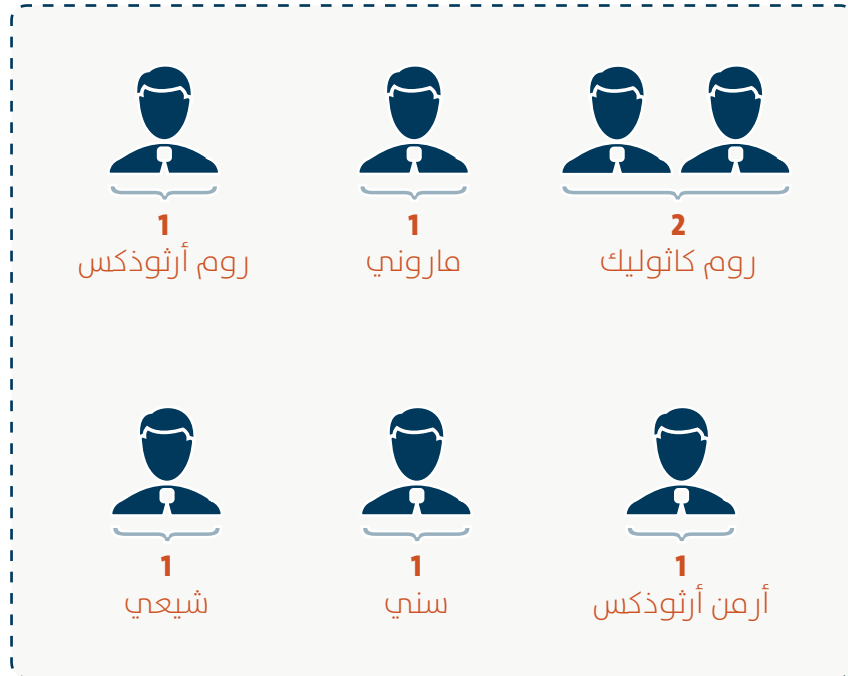 2
روم كاثوليك
1
ماروني
1
روم أرثوذكس
1
أرمن أرثوذكس
1
سني
1
شيعي